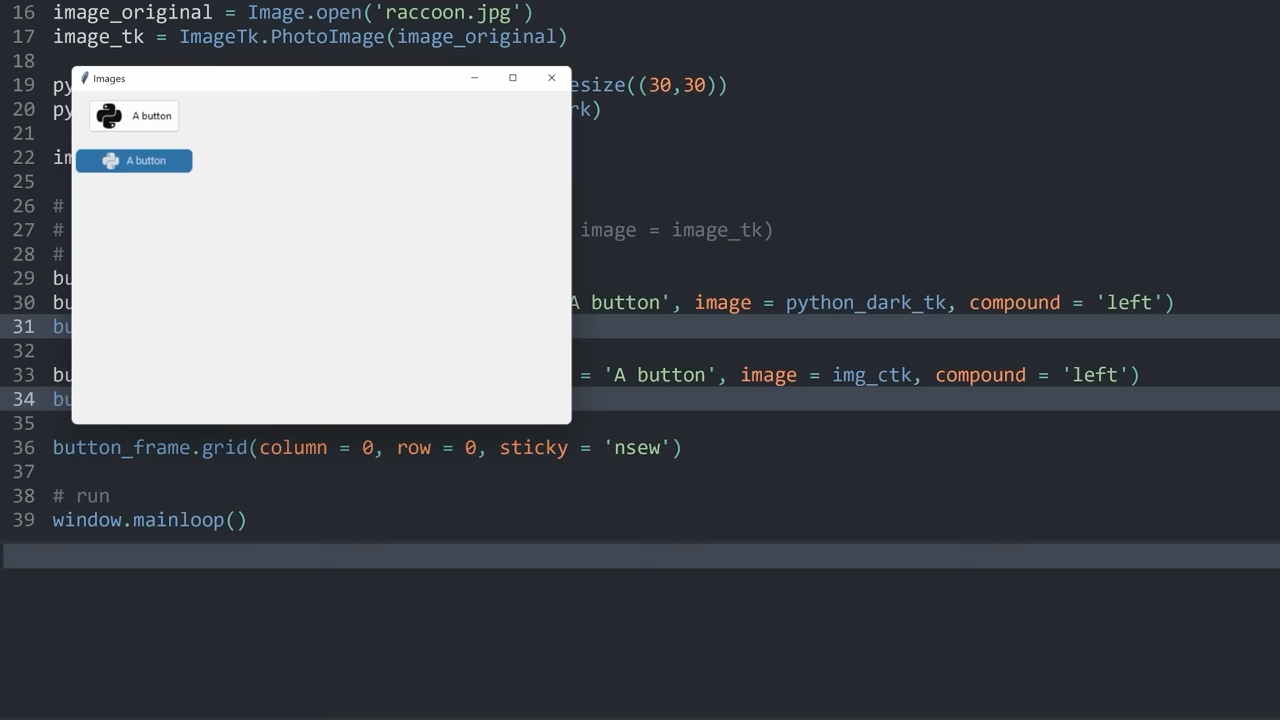 16 image_original = Image.open('raccoon.jpg')
17 image_tk = ImageTk.PhotoImage(image_original)
18
Images
19 py esize((30,30))
20 py rk)
A button
21
22 im
A button
25
26 #
27 # image = image_tk)
28 #
29 bu
30 bu A button', image = python_dark_tk, compound = 'left')
31 bu
32
33 bu = 'A button', image = img_ctk, compound = 'left')
34 bu
35
36 button_frame.grid(column = 0, row = 0, sticky = 'nsew')
37
38 # run
39 window.mainloop()